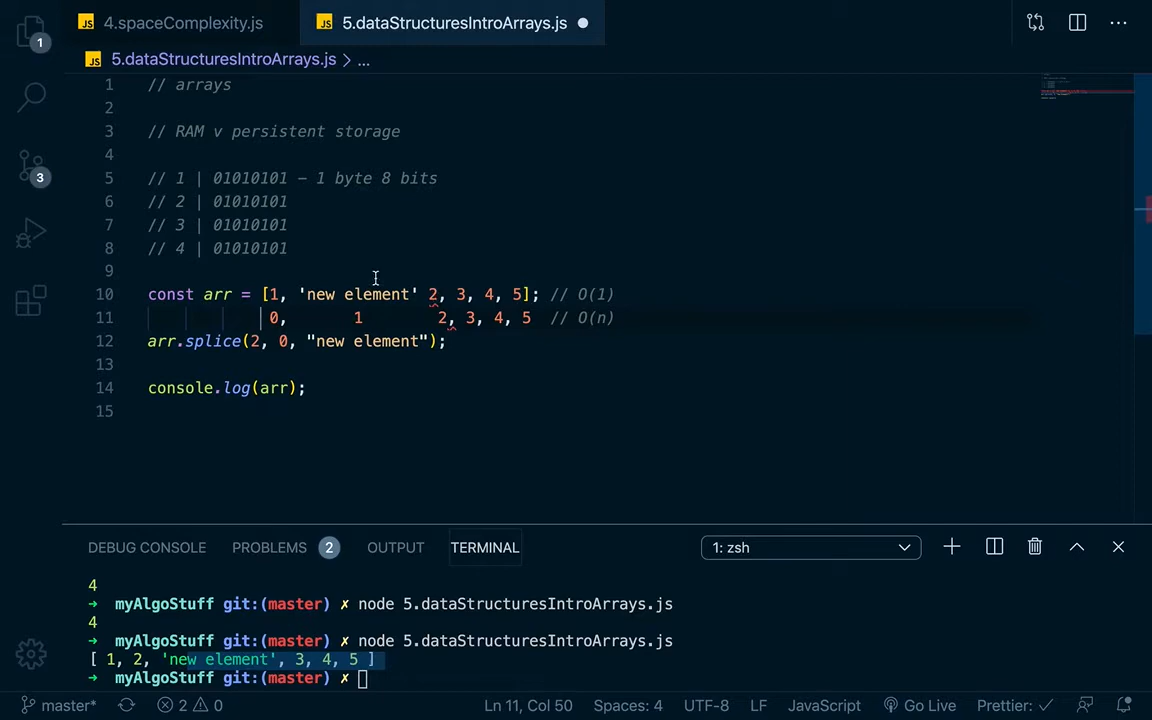 JS 4.spaceComplexity.js
JS 5.dataStructuresIntroArrays.js
JS 5.dataStructuresIntroArrays.js > ...
1 // arrays
2
3 // RAM v persistent storage
4
5 // 1 | 01010101 - 1 byte 8 bits
6 // 2 | 01010101
7 // 3 | 01010101
8 // 4 | 01010101
9
10 const arr = [1, 'new element' 2, 3, 4, 5]; // O(1)
11 0, 1 2, 3, 4, 5 // O(n)
12 arr.splice(2, 0, "new element");
13
14 console.log(arr);
15
1
3
DEBUG CONSOLE PROBLEMS 2 OUTPUT TERMINAL 1: zsh
4
→ myAlgoStuff git:(master) ✗ node 5.dataStructuresIntroArrays.js
4
→ myAlgoStuff git:(master) ✗ node 5.dataStructuresIntroArrays.js
[ 1, 2, 'new element', 3, 4, 5 ]
→ myAlgoStuff git:(master) ✗
master* 2 0 Ln 11, Col 50 Spaces: 4 UTF-8 LF JavaScript Go Live Prettier: ✓